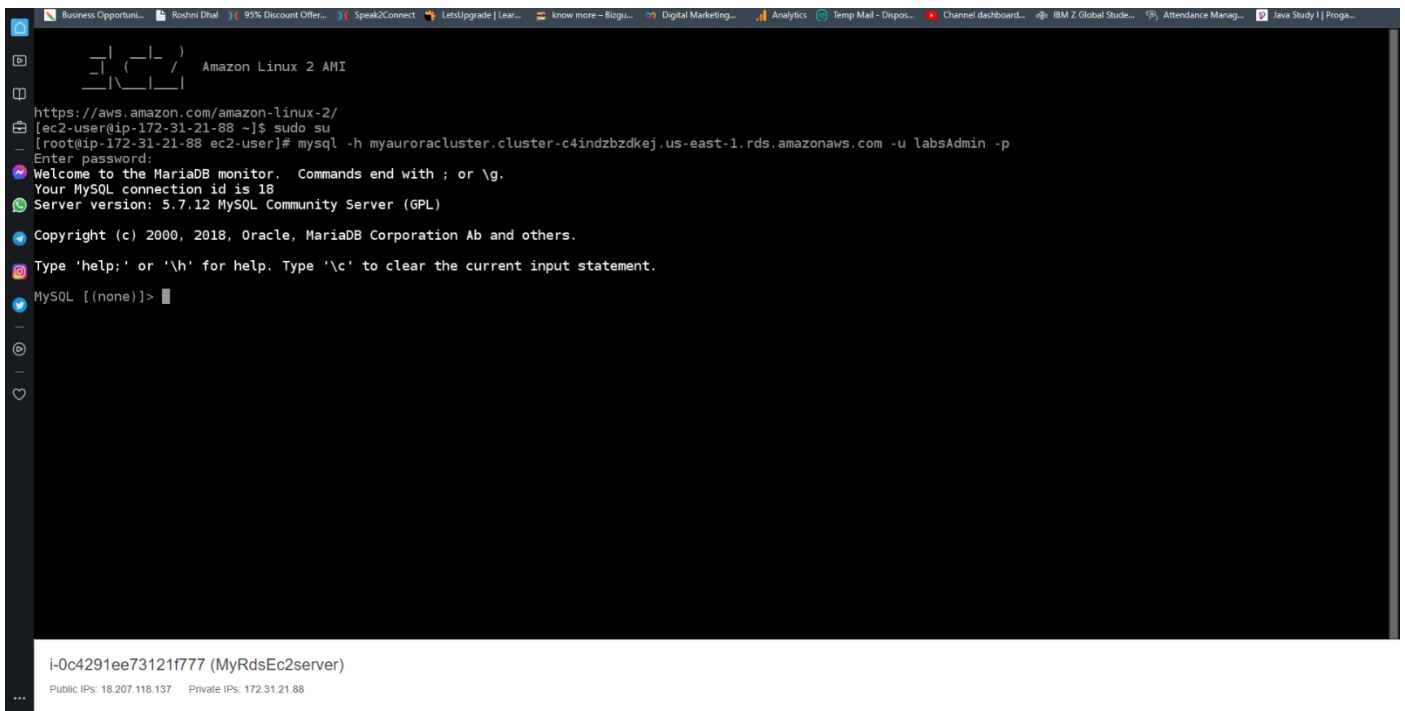 Business Opportuni...
Roshni Dhal
95% Discount Offer...
Speak2Connect
LetsUpgrade | Lear...
know more – Bizgu...
Digital Marketing...
Analytics
Temp Mail - Dispos...
Channel dashboard...
IBM Z Global Stude...
Attendance Manag...
Java Study I | Proga...
__|  __|_  )
_|  (     /   Amazon Linux 2 AMI
___|\___|___|
https://aws.amazon.com/amazon-linux-2/
[ec2-user@ip-172-31-21-88 ~]$ sudo su
[root@ip-172-31-21-88 ec2-user]# mysql -h myauroracluster.cluster-c4indzbzdkej.us-east-1.rds.amazonaws.com -u labsAdmin -p
Enter password:
Welcome to the MariaDB monitor.  Commands end with ; or \g.
Your MySQL connection id is 18
Server version: 5.7.12 MySQL Community Server (GPL)
Copyright (c) 2000, 2018, Oracle, MariaDB Corporation Ab and others.
Type 'help;' or '\h' for help. Type '\c' to clear the current input statement.
MySQL [(none)]>
i-0c4291ee73121f777 (MyRdsEc2server)
Public IPs: 18.207.118.137    Private IPs: 172.31.21.88